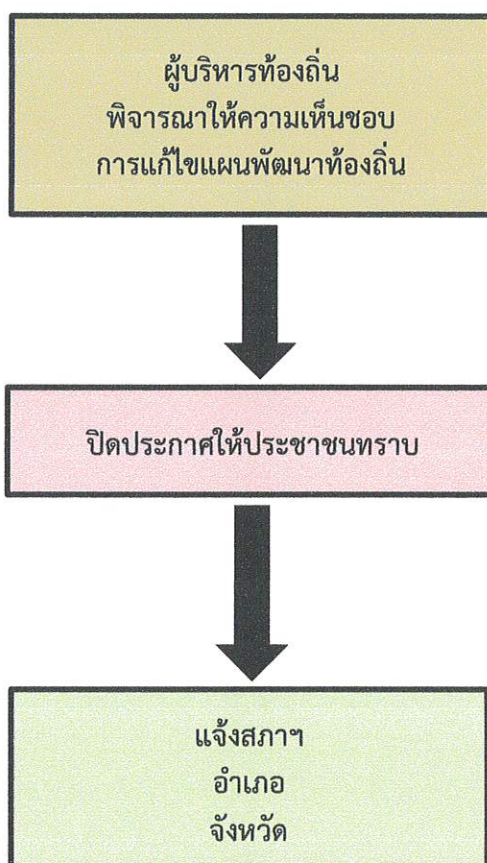 ผู้บริหารท้องถิ่น
พิจารณาให้ความเห็นชอบ
การแก้ไขแผนพัฒนาท้องถิ่น
ปิดประกาศให้ประชาชนทราบ
แจ้งสภาฯ
อำเภอ
จังหวัด